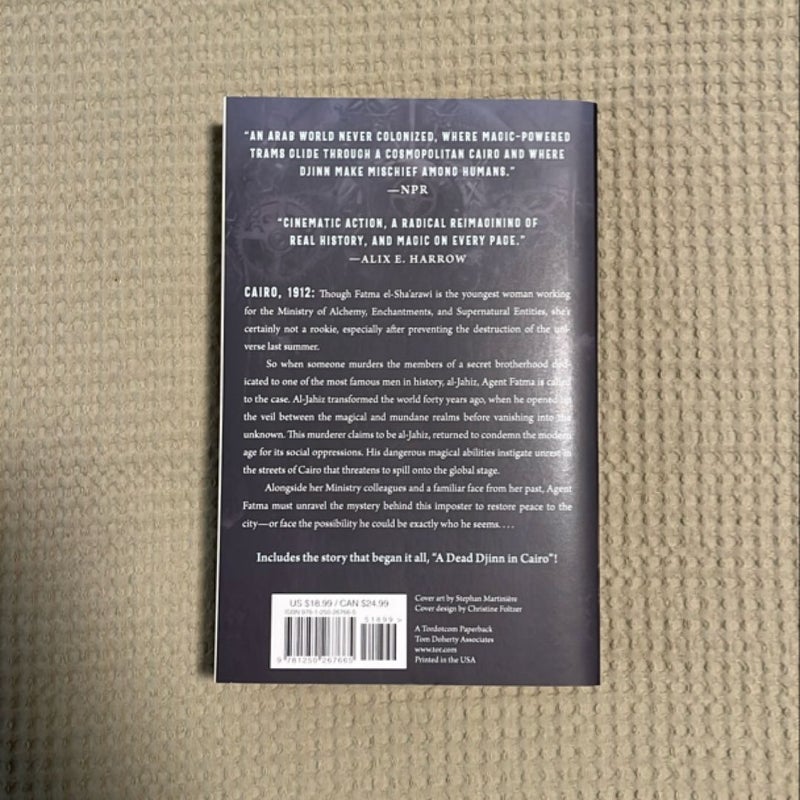 "AN ARAB WORLD NEVER COLONIZED, WHERE MAGIC-POWERED
TRAMS GLIDE THROUGH A COSMOPOLITAN CAIRO AND WHERE
DJINN MAKE MISCHIEF AMONG HUMANS."
—NPR
"CINEMATIC ACTION, A RADICAL REIMAGINING OF
REAL HISTORY, AND MAGIC ON EVERY PAGE."
—ALIX E. HARROW
CAIRO, 1912: Though Fatma el-Sha'arawi is the youngest woman working
for the Ministry of Alchemy, Enchantments, and Supernatural Entities, she's
certainly not a rookie, especially after preventing the destruction of the uni-
verse last summer.
So when someone murders the members of a secret brotherhood ded-
icated to one of the most famous men in history, al-Jahiz, Agent Fatma is called
to the case. Al-Jahiz transformed the world forty years ago, when he opened up
the veil between the magical and mundane realms before vanishing into the
unknown. This murderer claims to be al-Jahiz, returned to condemn the modern
age for its social oppressions. His dangerous magical abilities instigate unrest in
the streets of Cairo that threatens to spill onto the global stage.
Alongside her Ministry colleagues and a familiar face from her past, Agent
Fatma must unravel the mystery behind this imposter to restore peace to the
city—or face the possibility he could be exactly who he seems. . . .
Includes the story that began it all, "A Dead Djinn in Cairo"!
US $18.99 / CAN $24.99
ISBN 978-1-250-26766-5
51899>
9 781250 267665
Cover art by Stephan Martinière
Cover design by Christine Foltzer
A Tordotcom Paperback
Tom Doherty Associates
www.tor.com
Printed in the USA